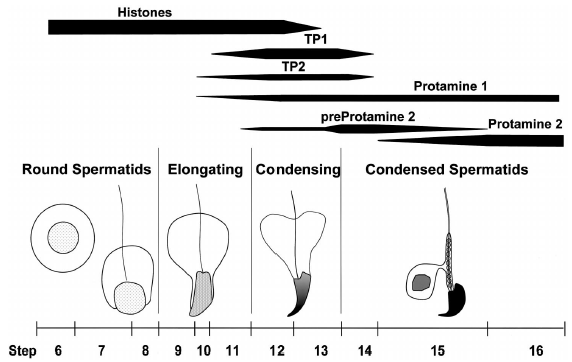 Histones
TP1
TP2
Protamine 1
preProtamine 2
Protamine 2
Round Spermatids Elongating Condensing Condensed Spermatids
Step 6 7 8 9 10 11 12 13 14 15 16